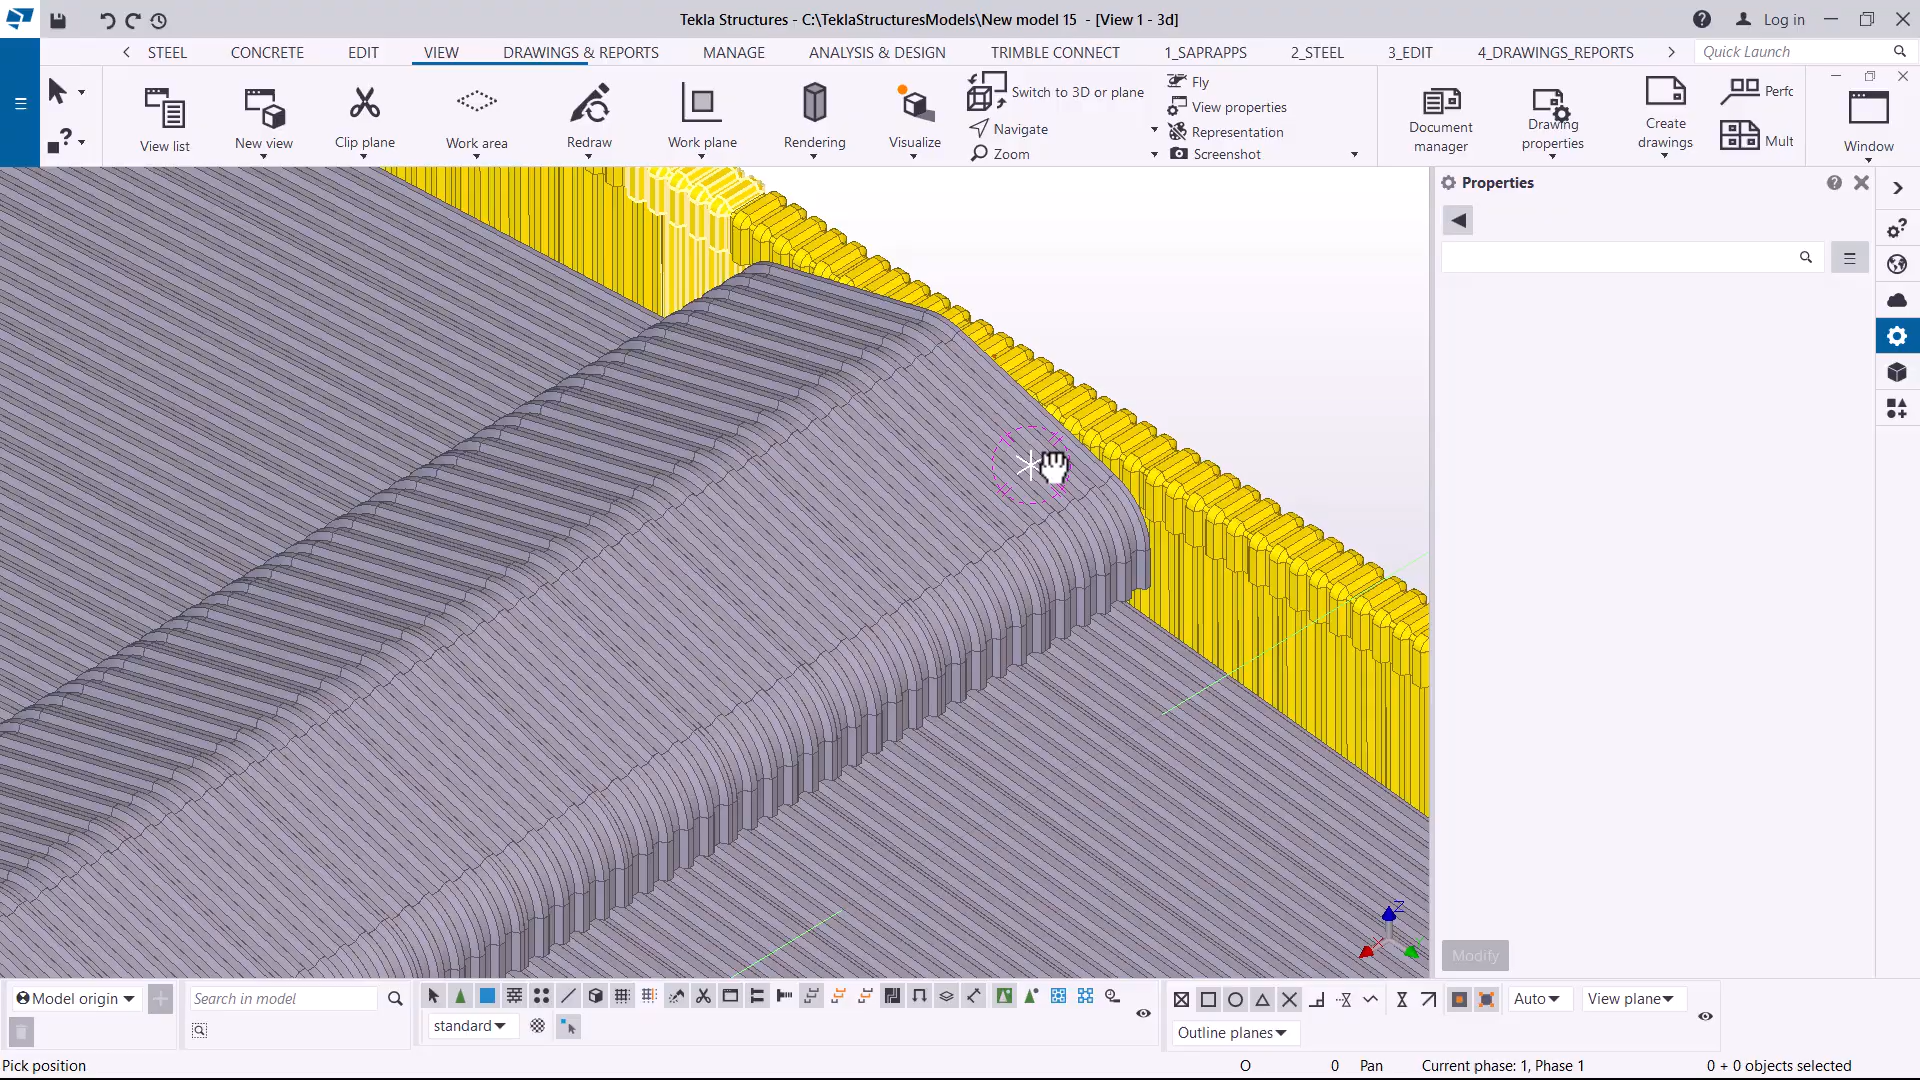 Tekla Structures - C:\TeklaStructuresModels\New model 15 - [View 1 - 3d]
Log in
STEEL CONCRETE EDIT VIEW DRAWINGS & REPORTS MANAGE ANALYSIS & DESIGN TRIMBLE CONNECT 1_SAPRAPPS 2_STEEL 3_EDIT 4_DRAWINGS_REPORTS Quick Launch
View list
New view
Clip plane
Work area
Redraw
Work plane
Rendering
Visualize
Switch to 3D or plane
Navigate
Zoom
Fly
View properties
Representation
Screenshot
Document
manager
Drawing
properties
Create
drawings
Perfc
Mult
Window
Properties
Z
Modify
Model origin
Search in model
standard
Auto
View plane
Outline planes
Pick position
O 0 Pan Current phase: 1, Phase 1 0 + 0 objects selected